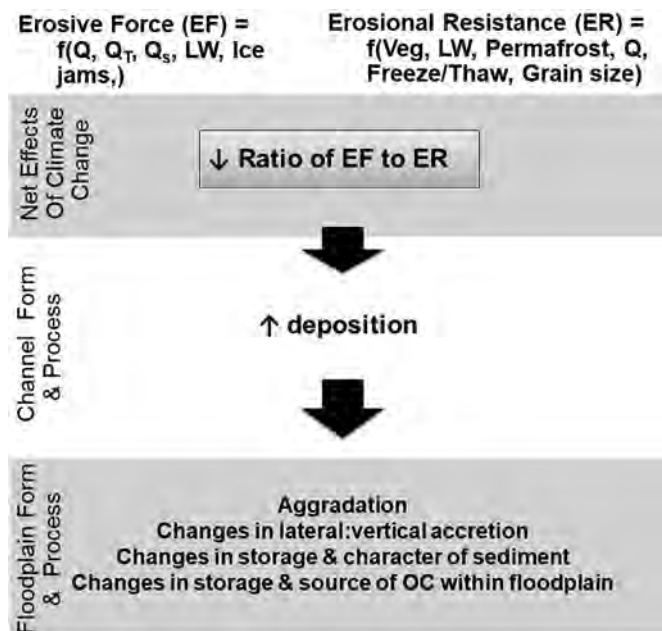 Erosive Force (EF) =
f(Q, Q_T, Q_s, LW, Ice
jams,)
Erosional Resistance (ER) =
f(Veg, LW, Permafrost, Q,
Freeze/Thaw, Grain size)
Net Effects
Of Climate
Change
↓ Ratio of EF to ER
Channel Form
& Process
↑ deposition
Floodplain Form
& Process
Aggradation
Changes in lateral:vertical accretion
Changes in storage & character of sediment
Changes in storage & source of OC within floodplain